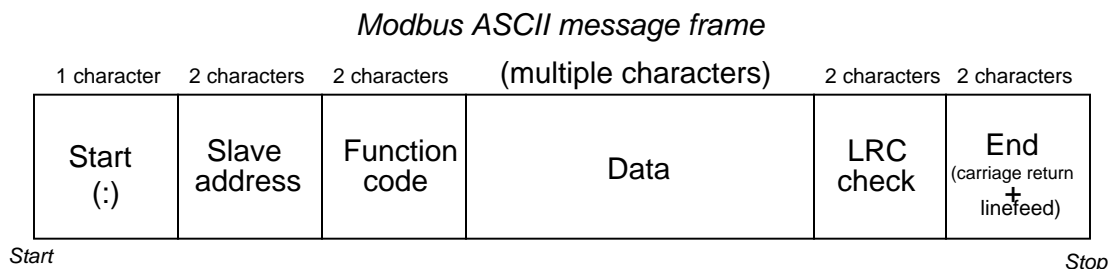 Modbus ASCII message frame
1 character 2 characters 2 characters (multiple characters) 2 characters 2 characters
Start
(:)
Slave
address
Function
code
Data
LRC
check
End
(carriage return
+
linefeed)
Start
Stop